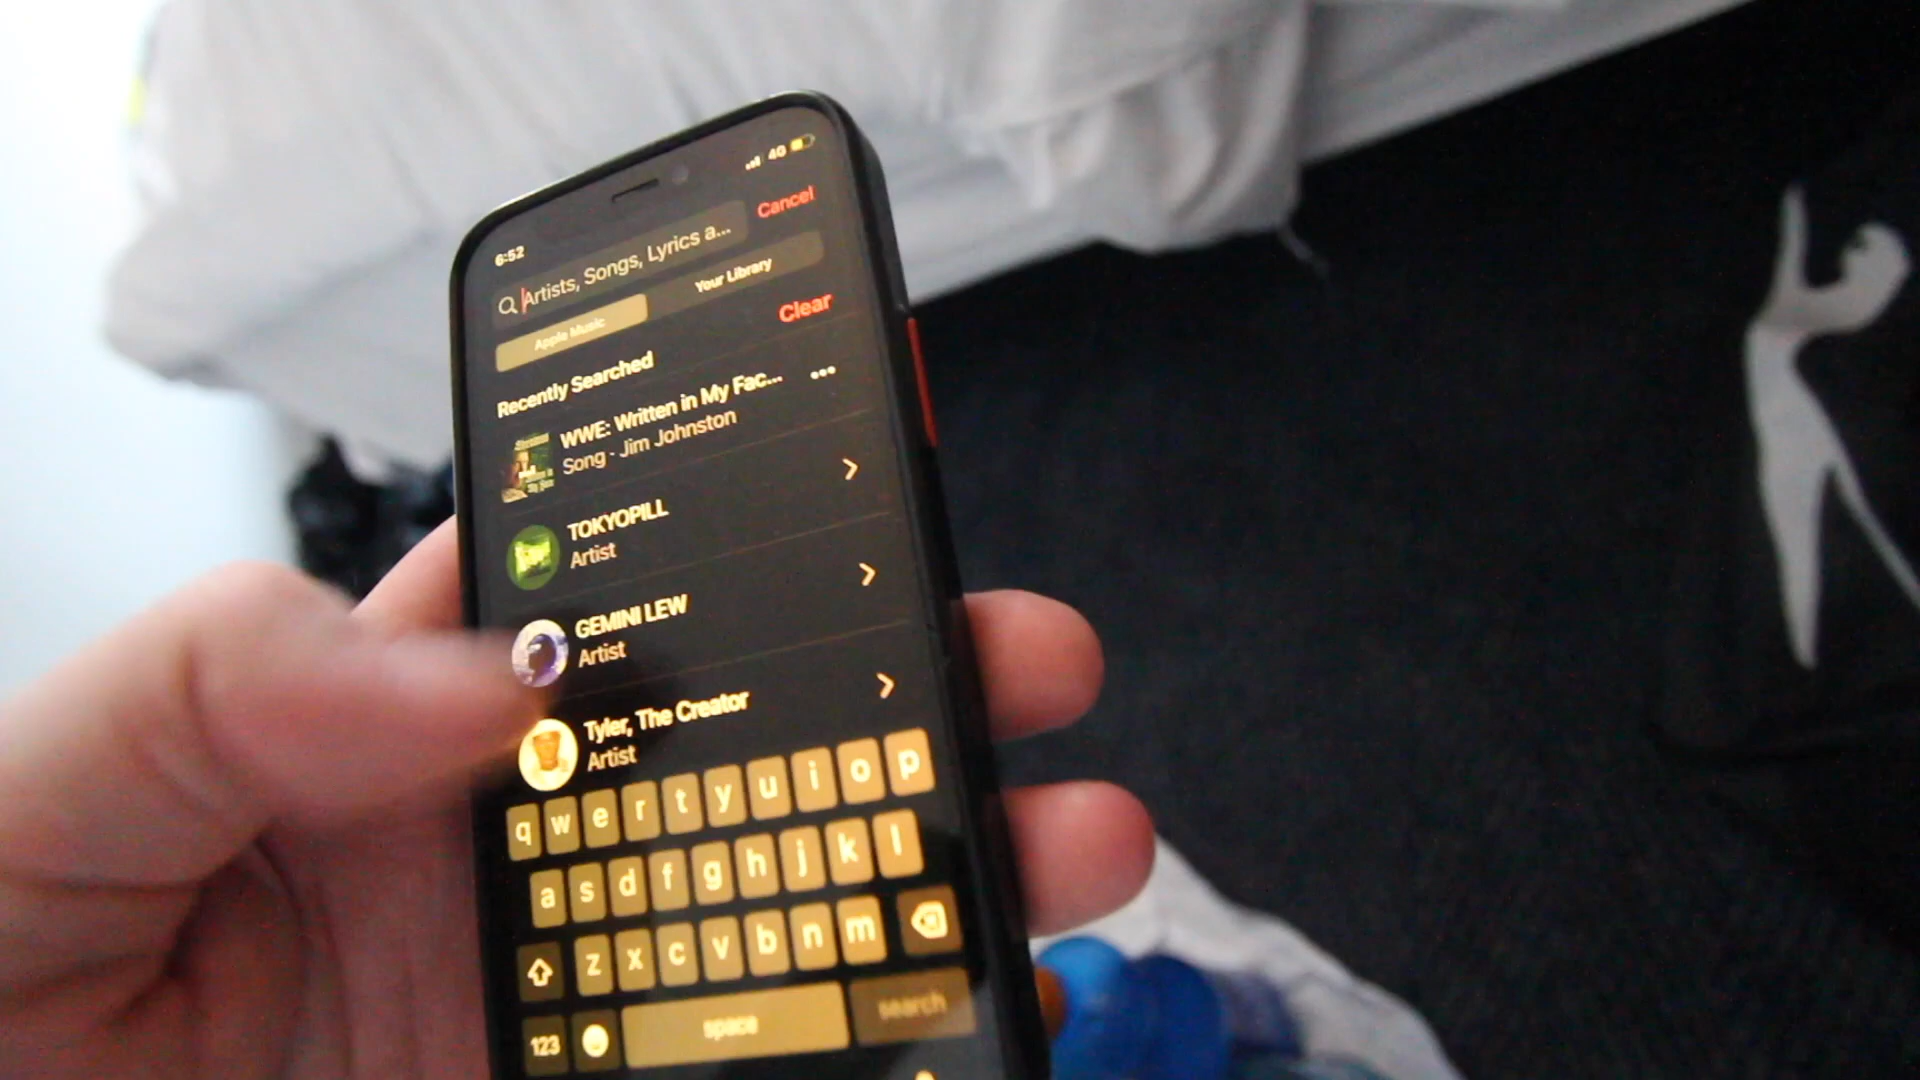 4G
6:52
Artists, Songs, Lyrics a...
Cancel
Apple Music
Your Library
Recently Searched
Clear
WWE: Written in My Fac...
Song · Jim Johnston
TOKYOPILL
Artist
GEMINI LEW
Artist
Tyler, The Creator
Artist
q w e r t y u i o p
a s d f g h j k l
z x c v b n m
123
space
search